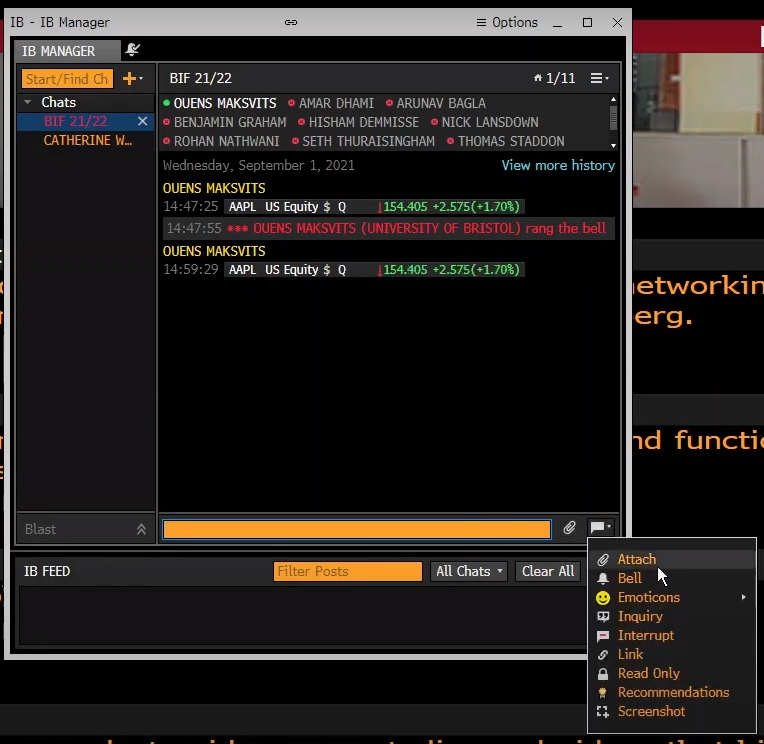 IB - IB Manager
Options
IB MANAGER
Start/Find Ch
BIF 21/22
1/11
Chats
BIF 21/22
CATHERINE W...
OUENS MAKSVITS AMAR DHAMI ARUNAV BAGLA
BENJAMIN GRAHAM HISHAM DEMMISSE NICK LANSDOWN
ROHAN NATHWANI SETH THURAISINGHAM THOMAS STADDON
Wednesday, September 1, 2021 View more history
OUENS MAKSVITS
14:47:25 AAPL US Equity $ Q ↓154.405 +2.575(+1.70%)
14:47:55 *** OUENS MAKSVITS (UNIVERSITY OF BRISTOL) rang the bell
OUENS MAKSVITS
14:59:29 AAPL US Equity $ Q ↓154.405 +2.575(+1.70%)
etworkin
erg.
nd functio
Blast
IB FEED
Filter Posts
All Chats
Clear All
Attach
Bell
Emoticons
Inquiry
Interrupt
Link
Read Only
Recommendations
Screenshot